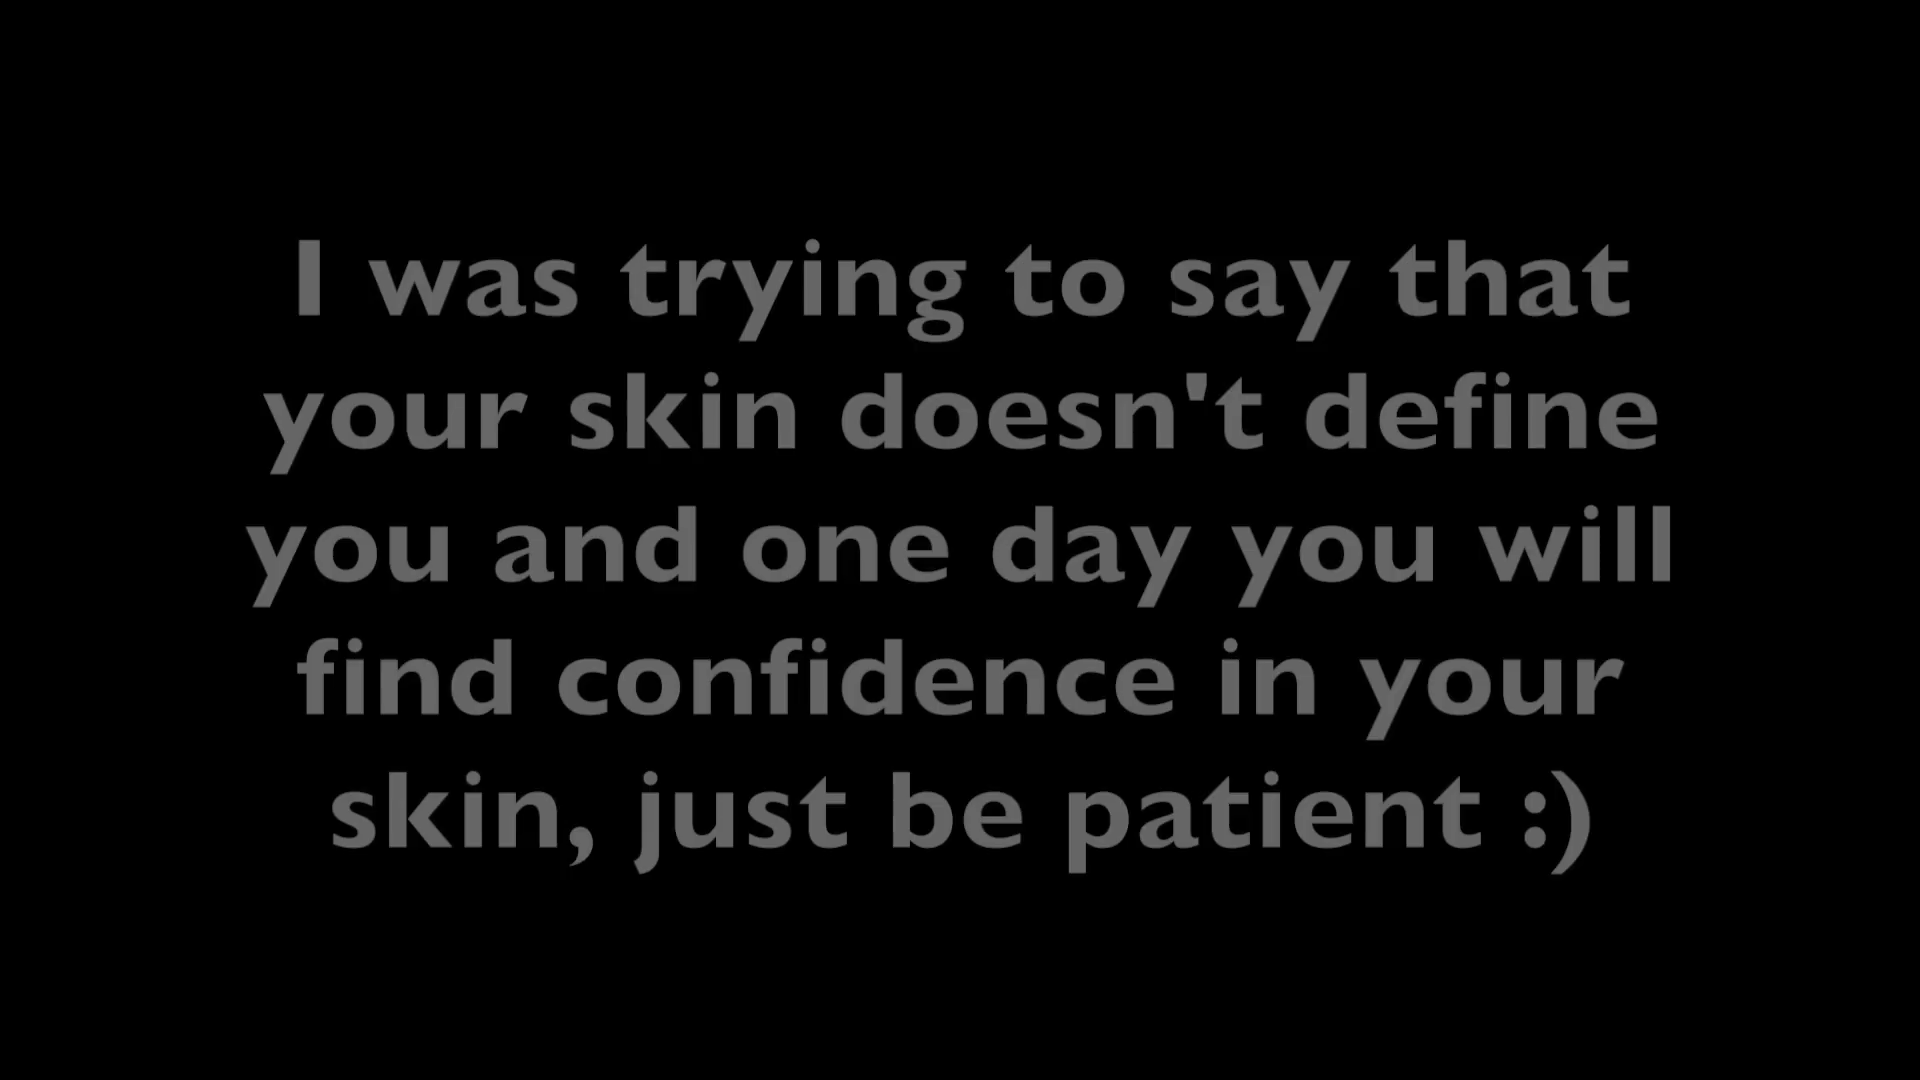 I was trying to say that
your skin doesn't define
you and one day you will
find confidence in your
skin, just be patient :)